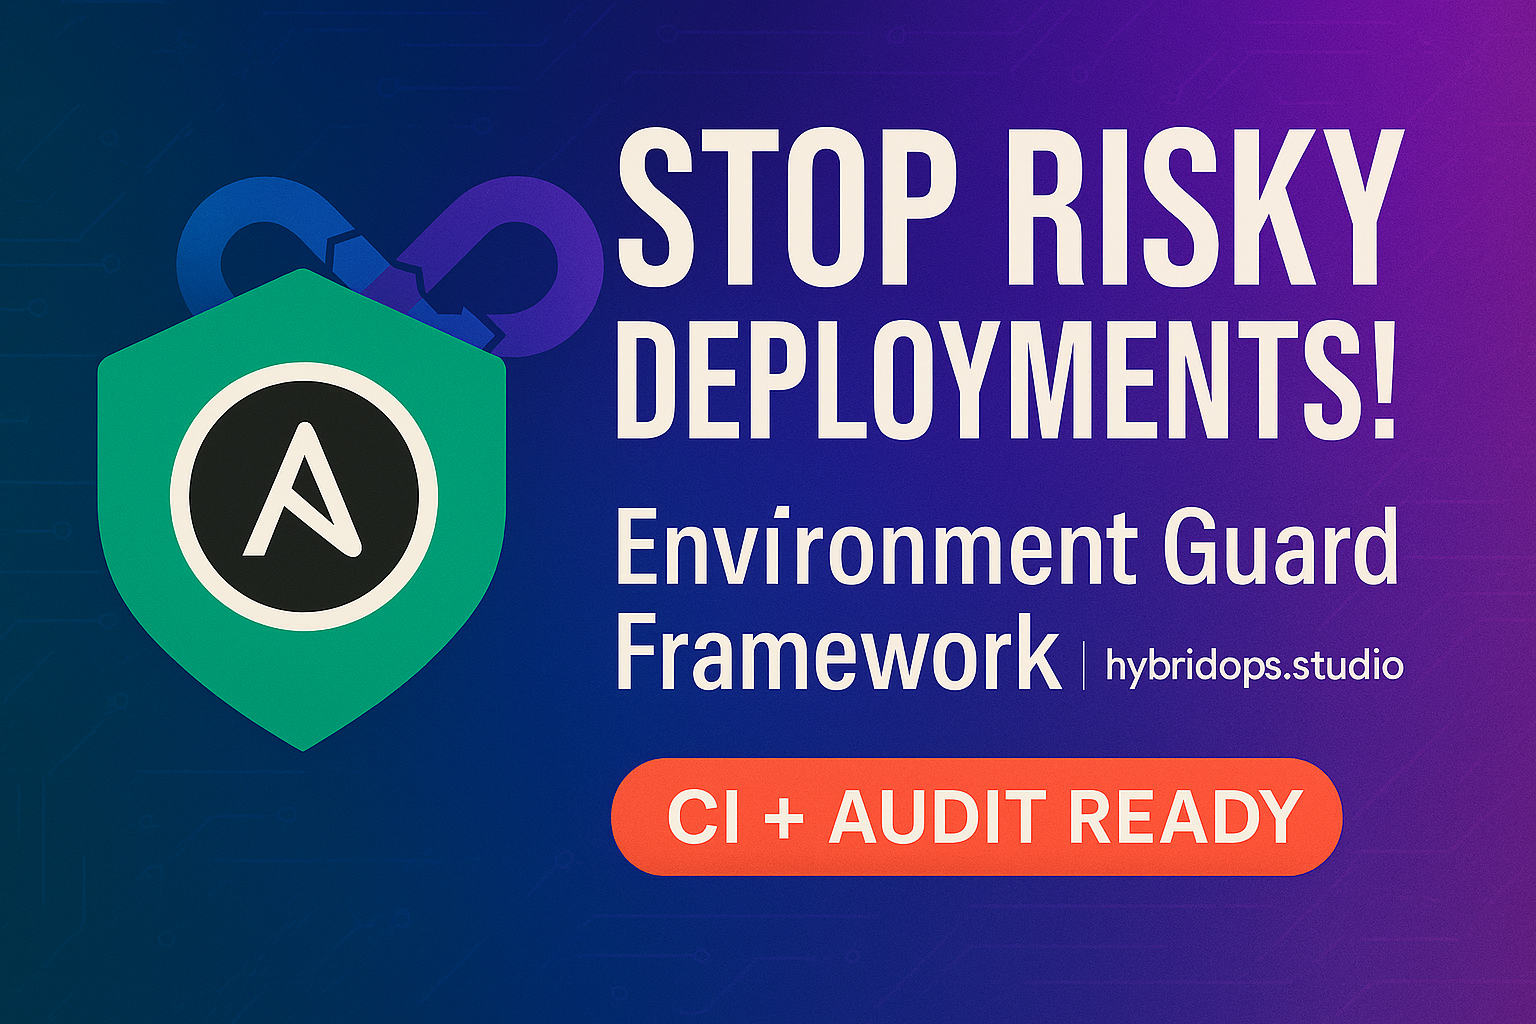 STOP RISKY
DEPLOYMENTS!
Environment Guard
Framework | hybridops.studio
CI + AUDIT READY